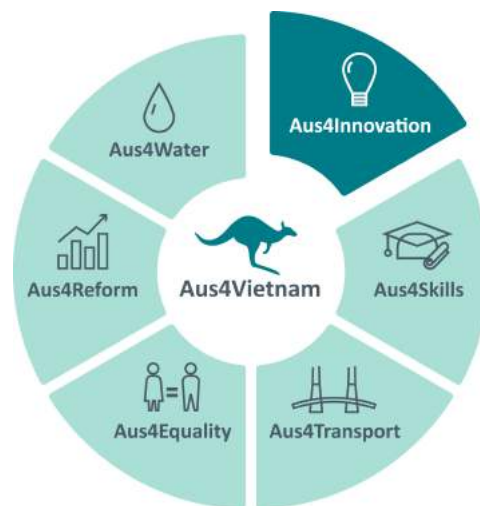 Aus4Innovation
Aus4Water
Aus4Reform
Aus4Vietnam
Aus4Skills
Aus4Equality
Aus4Transport